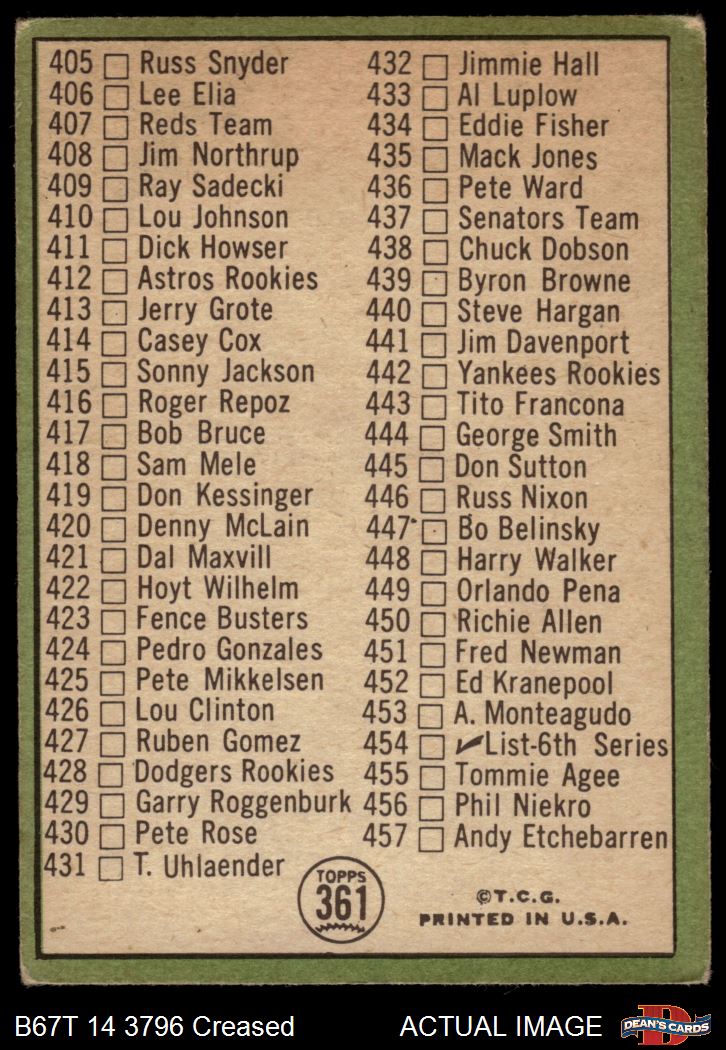 405 Russ Snyder
406 Lee Elia
407 Reds Team
408 Jim Northrup
409 Ray Sadecki
410 Lou Johnson
411 Dick Howser
412 Astros Rookies
413 Jerry Grote
414 Casey Cox
415 Sonny Jackson
416 Roger Repoz
417 Bob Bruce
418 Sam Mele
419 Don Kessinger
420 Denny McLain
421 Dal Maxvill
422 Hoyt Wilhelm
423 Fence Busters
424 Pedro Gonzales
425 Pete Mikkelsen
426 Lou Clinton
427 Ruben Gomez
428 Dodgers Rookies
429 Garry Roggenburk
430 Pete Rose
431 T. Uhlaender
432 Jimmie Hall
433 Al Luplow
434 Eddie Fisher
435 Mack Jones
436 Pete Ward
437 Senators Team
438 Chuck Dobson
439 Byron Browne
440 Steve Hargan
441 Jim Davenport
442 Yankees Rookies
443 Tito Francona
444 George Smith
445 Don Sutton
446 Russ Nixon
447 Bo Belinsky
448 Harry Walker
449 Orlando Pena
450 Richie Allen
451 Fred Newman
452 Ed Kranepool
453 A. Monteagudo
454 ✓List-6th Series
455 Tommie Agee
456 Phil Niekro
457 Andy Etchebarren
TOPPS
361
©T.C.G.
PRINTED IN U.S.A.
B67T 14 3796 Creased
ACTUAL IMAGE
D
DEAN'S CARDS